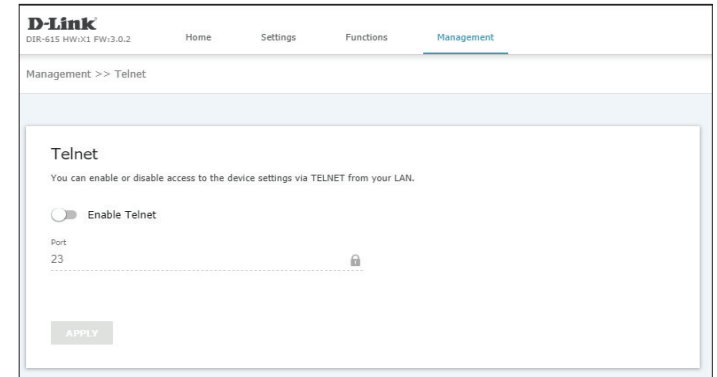 D-Link
DIR-615 HW:X1 FW:3.0.2
Home Settings Functions Management
Management >> Telnet
Telnet
You can enable or disable access to the device settings via TELNET from your LAN.
Enable Telnet
Port
23
APPLY